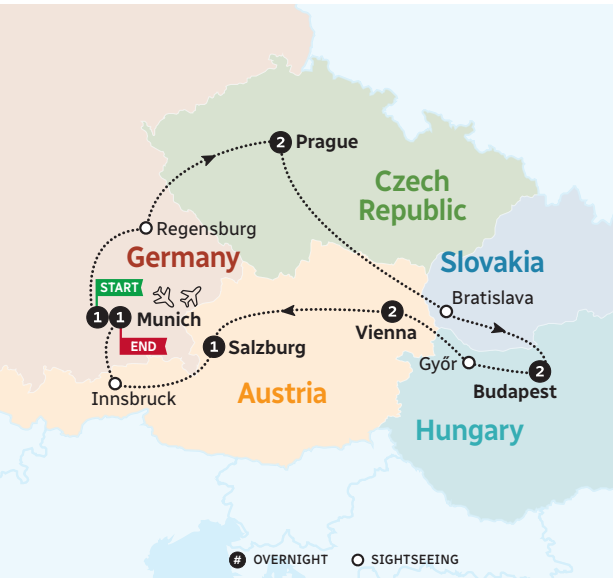 2 Prague
Czech
Republic
Regensburg
Germany
Slovakia
START
Bratislava
1 1 Munich
2
Vienna
END
1 Salzburg
Győr
2
Budapest
Innsbruck
Austria
Hungary
# OVERNIGHT
SIGHTSEEING